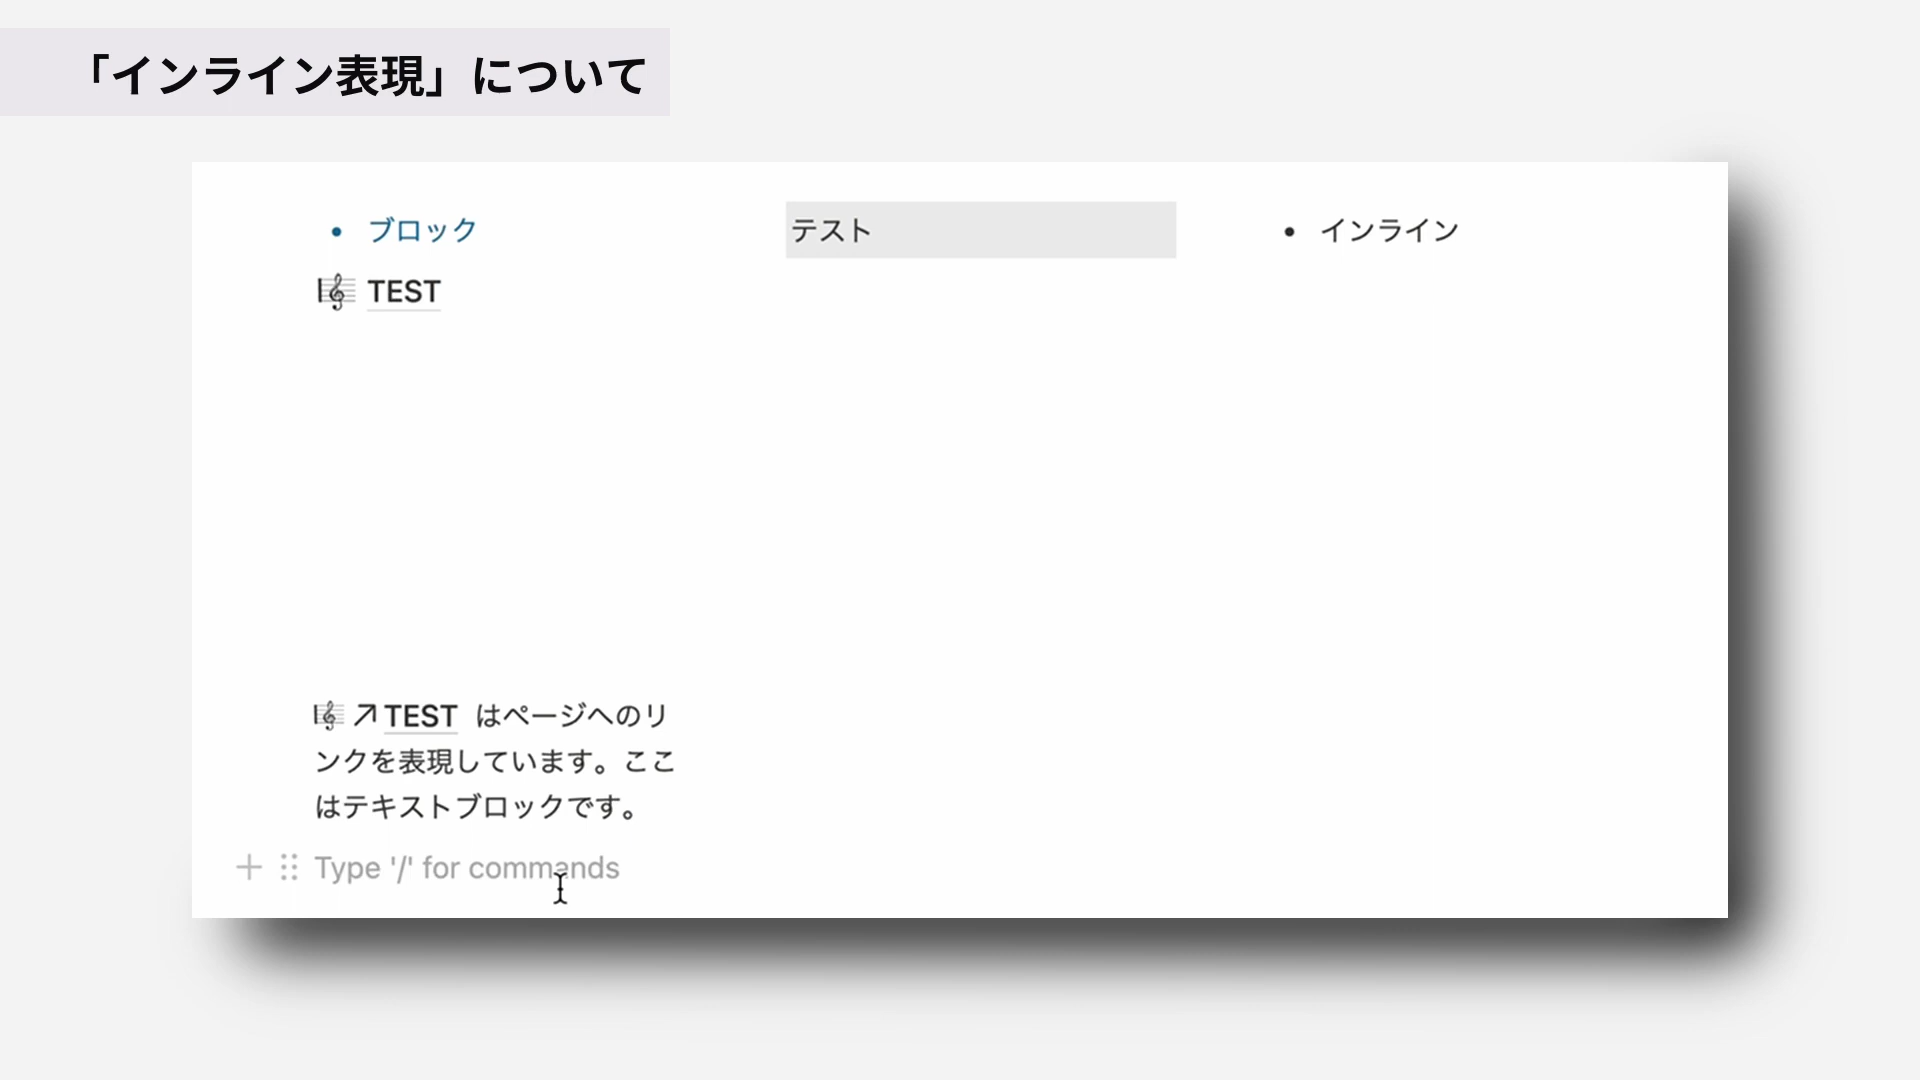 「インライン表現」について
• ブロック
テスト
• インライン
TEST
↗TEST はページへのリ
ンクを表現しています。ここ
はテキストブロックです。
Type '/' for commands